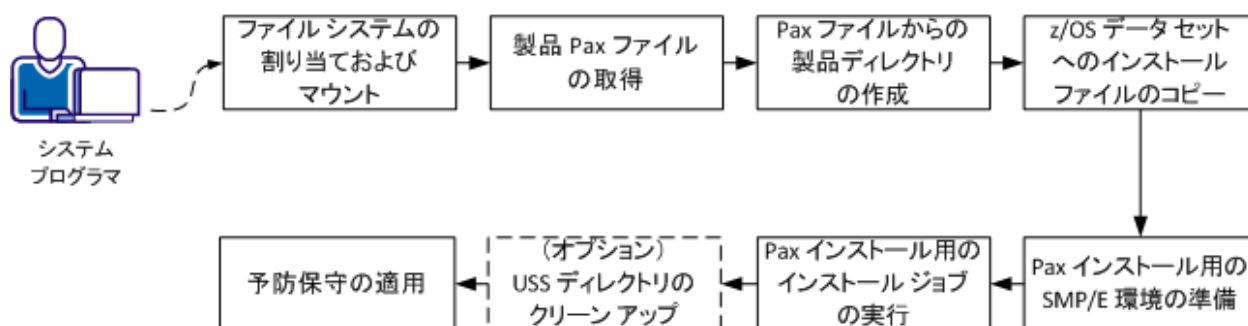 システム
プログラマ
ファイル システムの
割り当ておよび
マウント
製品 Pax ファイル
の取得
Pax ファイルからの
製品ディレクトリ
の作成
z/OS データ セット
へのインストール
ファイルのコピー
Pax インストール用の
SMP/E 環境の準備
Pax インストール用の
インストール ジョブ
の実行
(オプション)
USS ディレクトリの
クリーン アップ
予防保守の適用